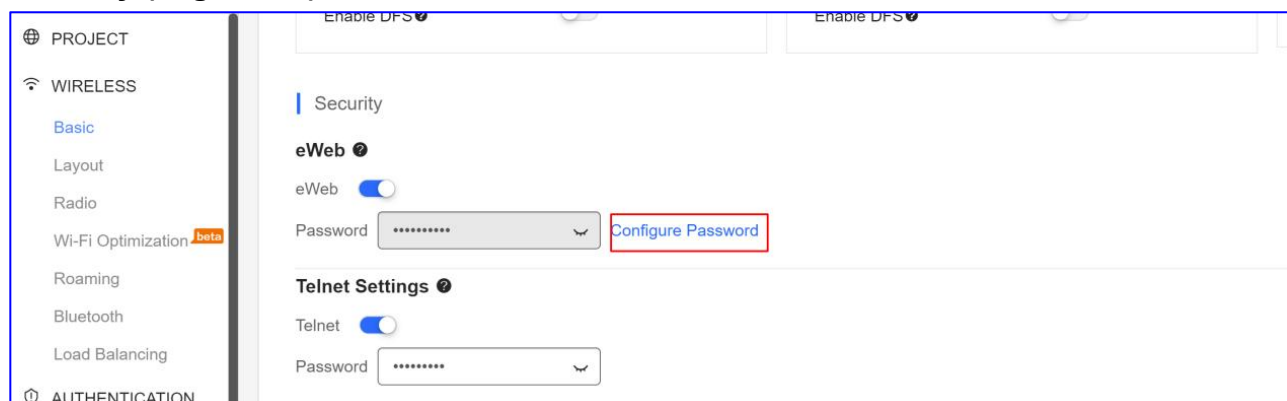 Enable DFS
Enable DFS
PROJECT
WIRELESS
Basic
Layout
Radio
Wi-Fi Optimization beta
Roaming
Bluetooth
Load Balancing
AUTHENTICATION
Security
eWeb
eWeb
Password •••••••••• Configure Password
Telnet Settings
Telnet
Password •••••••••